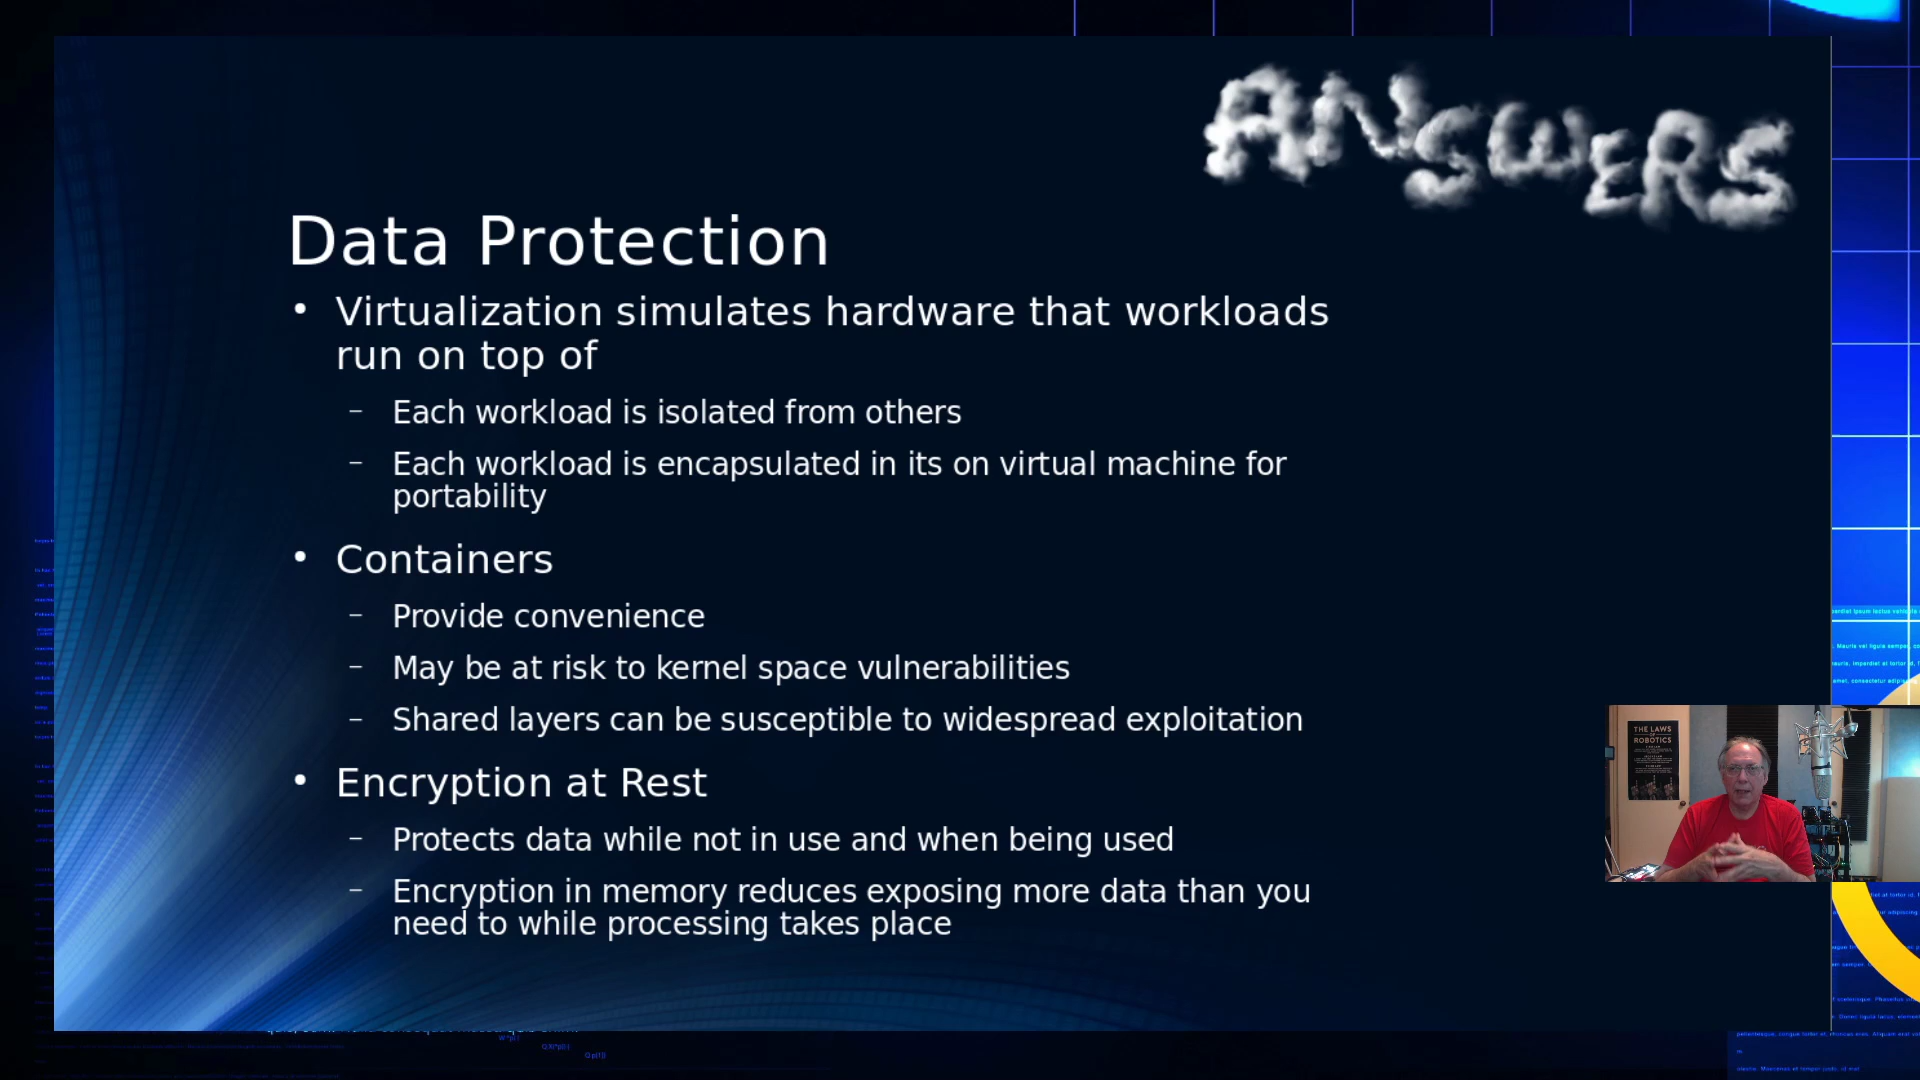 ANSWERS
Data Protection
• Virtualization simulates hardware that workloads
run on top of
– Each workload is isolated from others
– Each workload is encapsulated in its on virtual machine for
portability
• Containers
– Provide convenience
– May be at risk to kernel space vulnerabilities
– Shared layers can be susceptible to widespread exploitation
• Encryption at Rest
– Protects data while not in use and when being used
– Encryption in memory reduces exposing more data than you
need to while processing takes place
THE LAWS
OF
ROBOTICS